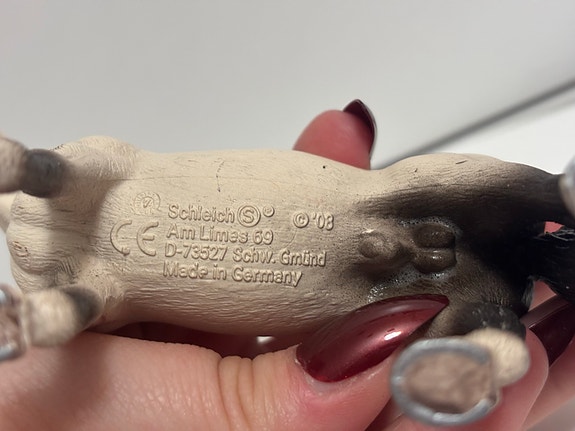 Schleich Ⓢ ® © '08
CE Am Limes 69
D-73527 Schw. Gmünd
Made in Germany